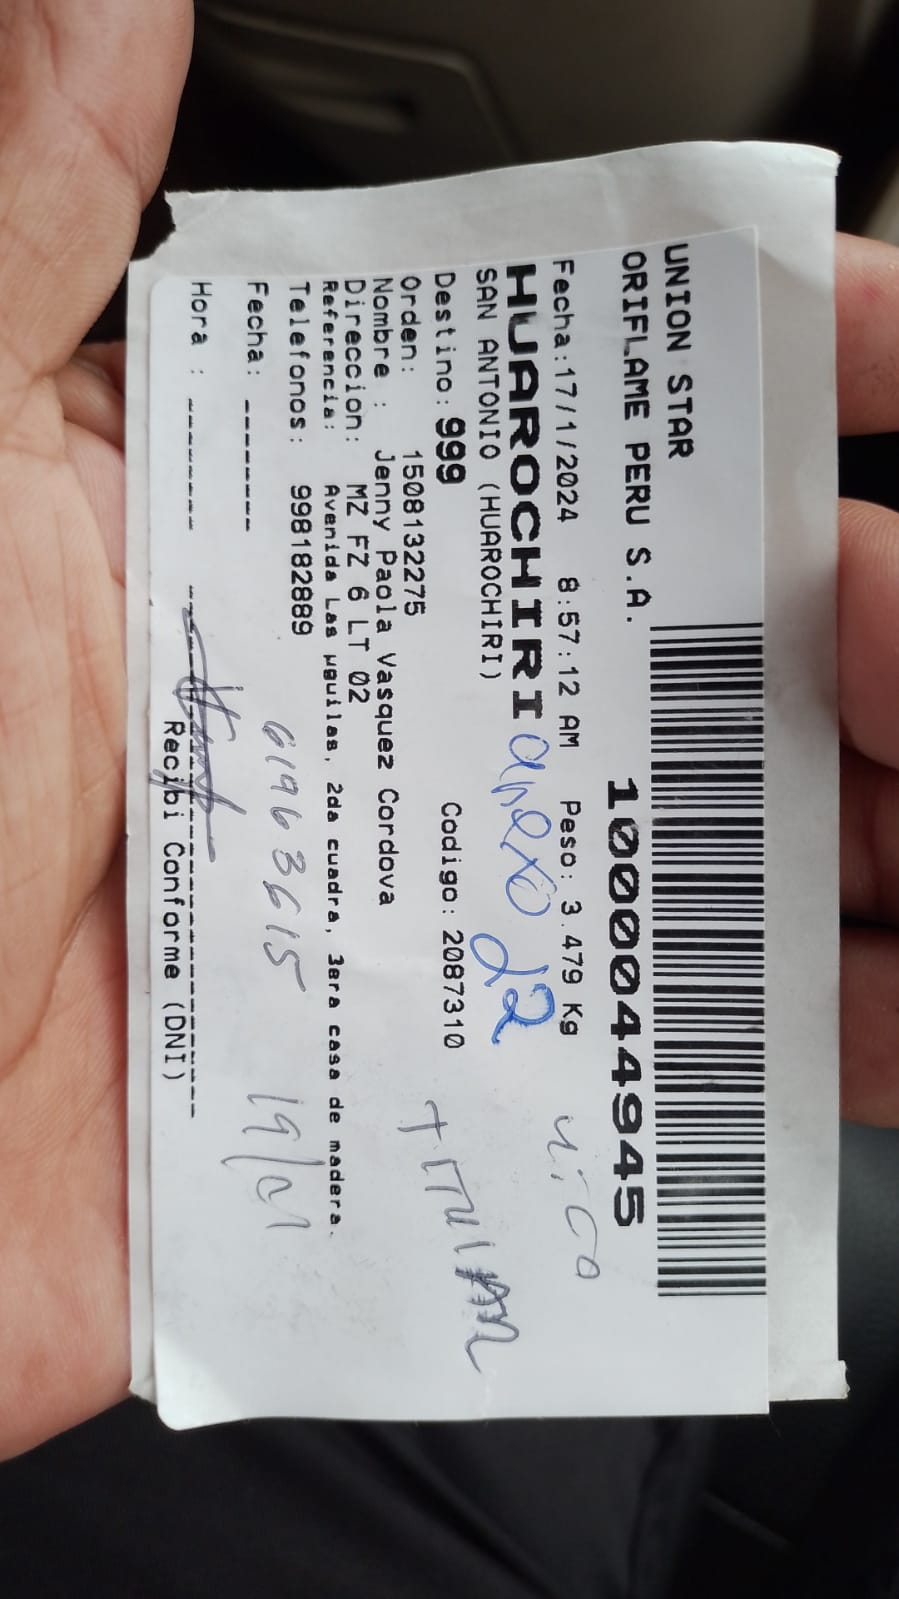 UNION STAR
ORIFLAME PERU S.A.
1000044945
Fecha:17/1/2024 8:57:12 AM Peso: 3.479 Kg
HUAROCHIRI anexo 22
SAN ANTONIO (HUAROCHIRI)
Destino: 999 Codigo: 2087310
Orden: 1508132275
Nombre : Jenny Paola Vasquez Cordova
Direccion: MZ FZ 6 LT 02
Referencia: Avenida Las Aguilas, 2da cuadra, 3era casa de madera.
Telefonos: 998182889
Fecha: --------
61963615
Hora : --------
Recibi Conforme (DNI)